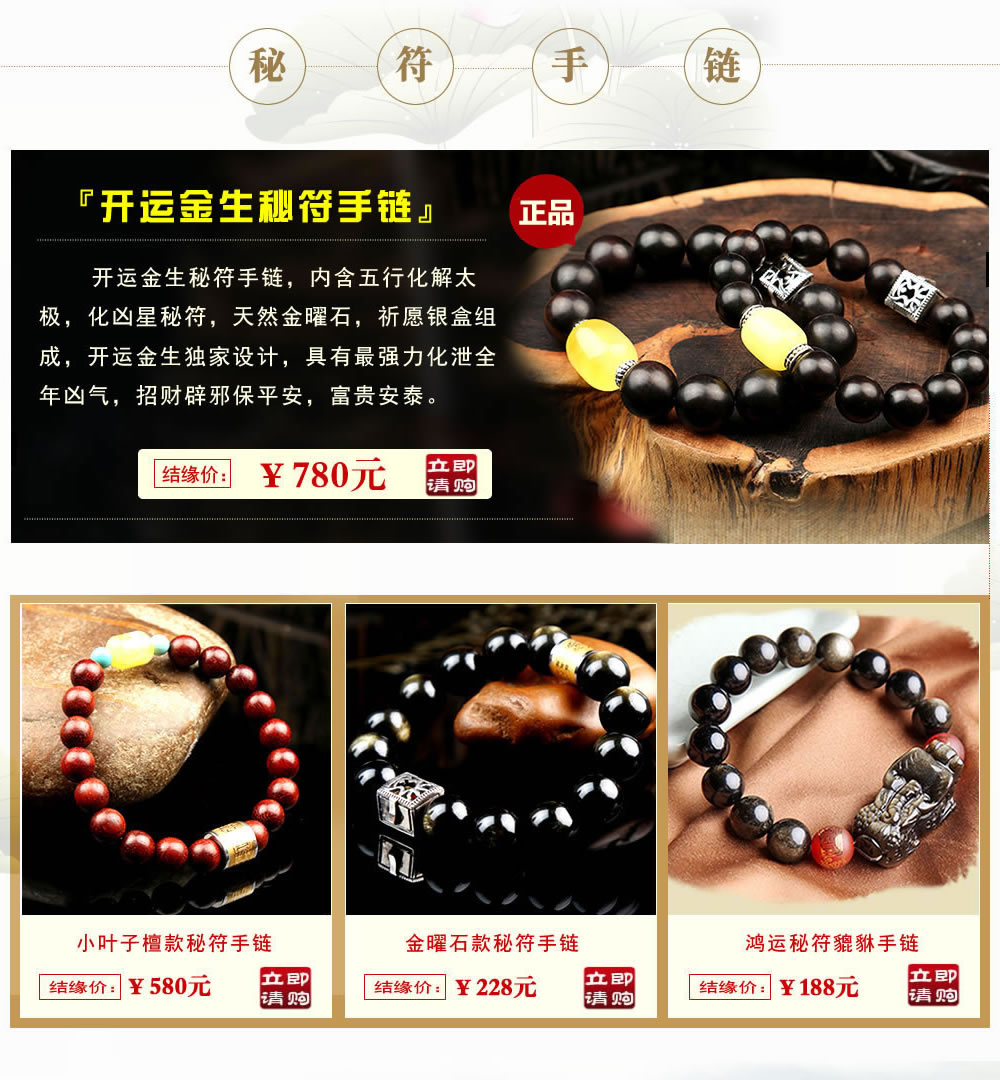 秘符手链
『开运金生秘符手链』
正品
开运金生秘符手链，内含五行化解太
极，化凶星秘符，天然金曜石，祈愿银盒组
成，开运金生独家设计，具有最强力化泄全
年凶气，招财辟邪保平安，富贵安泰。
结缘价：
￥780元
立即
请购
小叶子檀款秘符手链
结缘价：
￥580元
立即
请购
金曜石款秘符手链
结缘价：
￥228元
立即
请购
鸿运秘符貔貅手链
结缘价：
￥188元
立即
请购